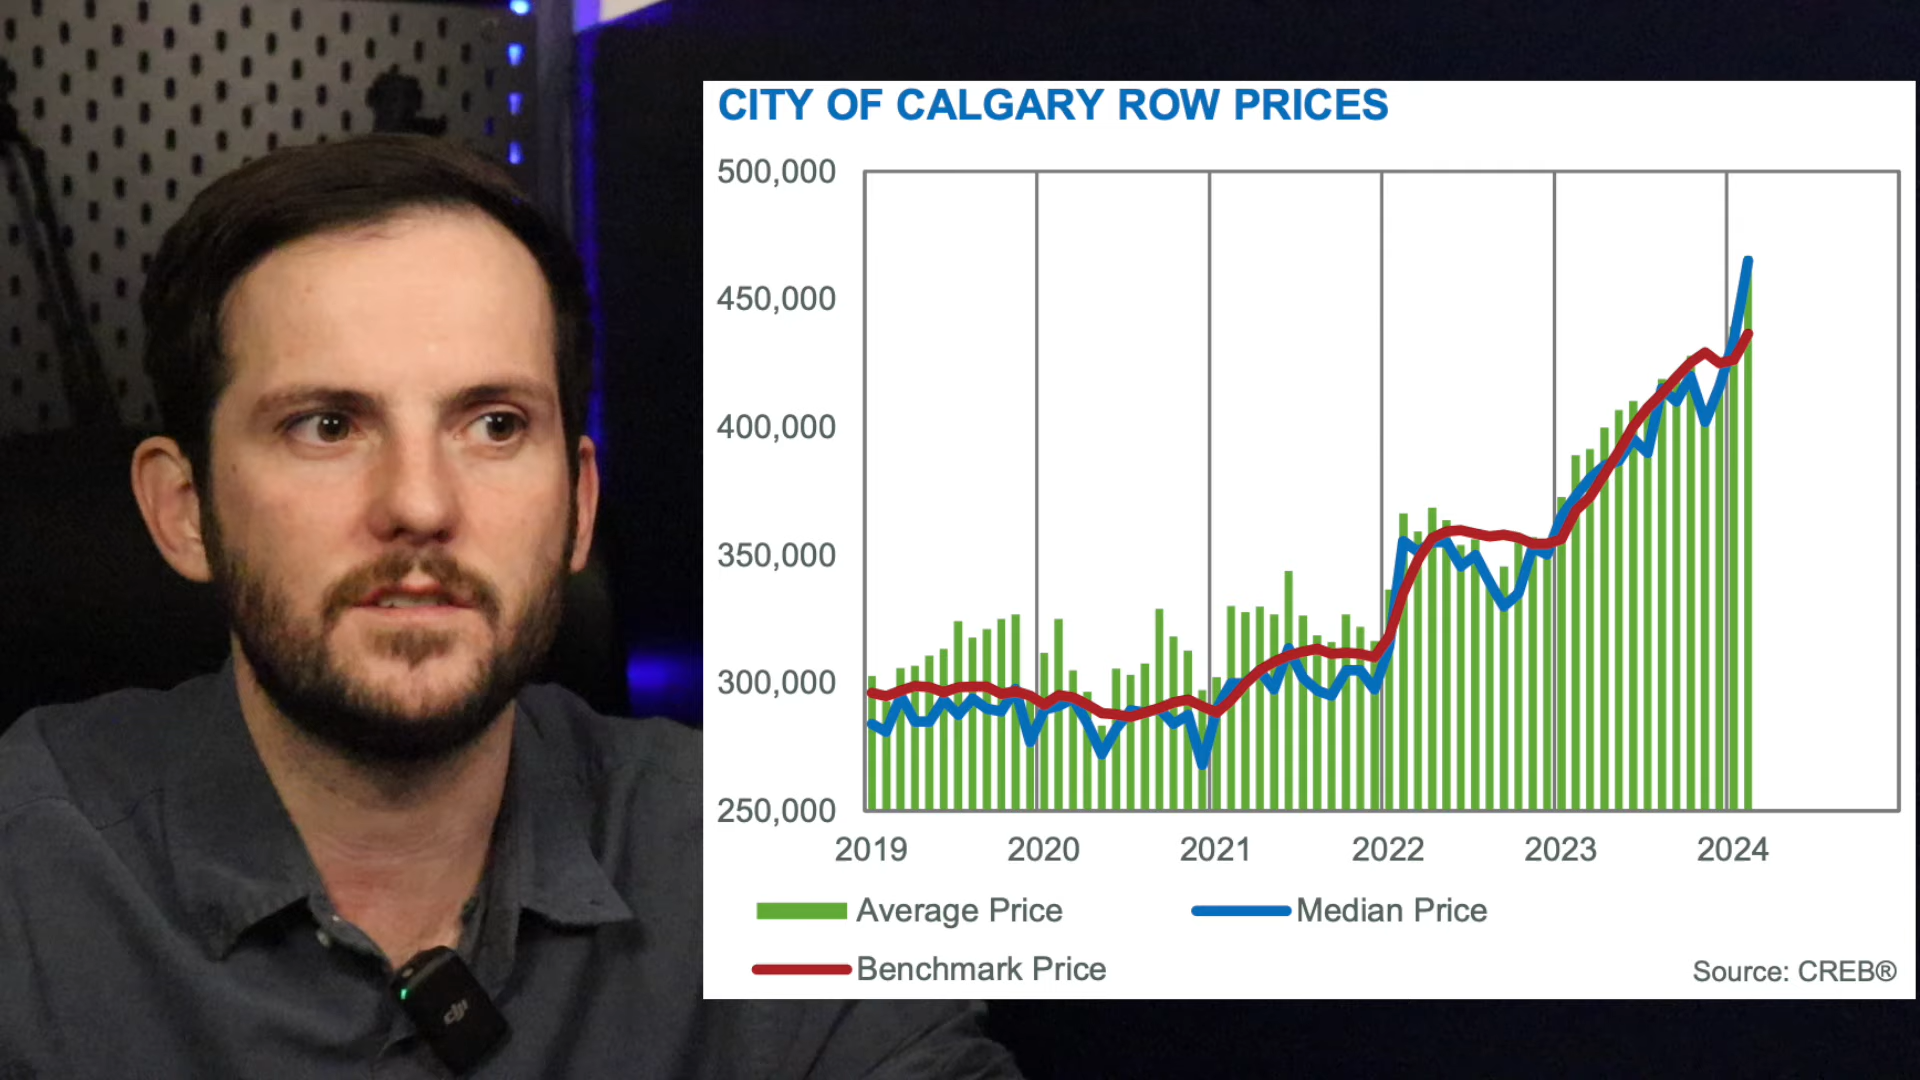 CITY OF CALGARY ROW PRICES
500,000
450,000
400,000
350,000
300,000
250,000
2019 2020 2021 2022 2023 2024
Average Price Median Price
Benchmark Price
Source: CREB®
dji